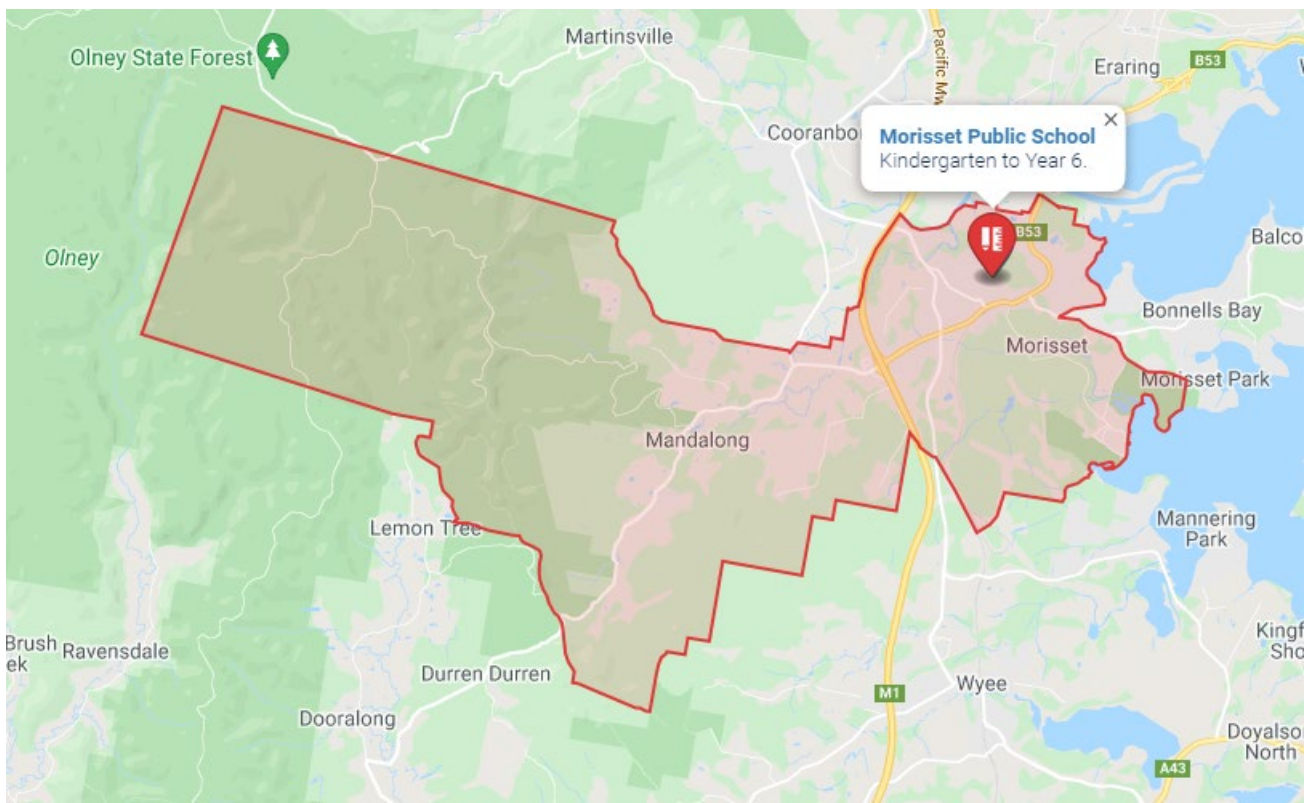 Martinsville
Olney State Forest
Pacific Mw
Eraring
B53
Cooranbo
Morisset Public School
Kindergarten to Year 6.
B53
Olney
Balco
Bonnells Bay
Morisset
Morisset Park
Mandalong
Lemon Tree
Mannering
Park
Brush
ek
Ravensdale
Kingf
Sho
Durren Durren
M1
Wyee
Dooralong
Doyalson
North
A43